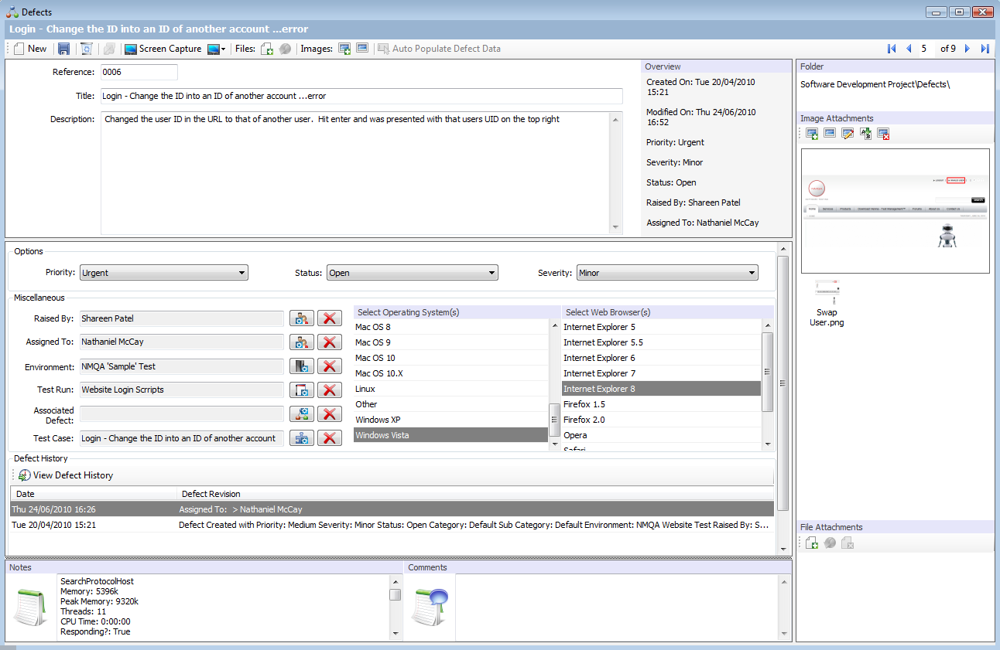 Defects
Login - Change the ID into an ID of another account ...error
New Screen Capture Files: Images: Auto Populate Defect Data 5 of 9
Reference: 0006
Title: Login - Change the ID into an ID of another account ...error
Description: Changed the user ID in the URL to that of another user. Hit enter and was presented with that users UID on the top right
Overview
Created On: Tue 20/04/2010
15:21
Modified On: Thu 24/06/2010
16:52
Priority: Urgent
Severity: Minor
Status: Open
Raised By: Shareen Patel
Assigned To: Nathaniel McCay
Folder
Software Development Project\Defects\
Image Attachments
Swap
User.png
Options
Priority: Urgent Status: Open Severity: Minor
Miscellaneous
Raised By: Shareen Patel
Assigned To: Nathaniel McCay
Environment: NMQA 'Sample' Test
Test Run: Website Login Scrripts
Associated
Defect:
Test Case: Login - Change the ID into an ID of another account
Select Operating System(s)
Mac OS 8
Mac OS 9
Mac OS 10
Mac OS 10.X
Linux
Other
Windows XP
Windows Vista
Select Web Browser(s)
Internet Explorer 5
Internet Explorer 5.5
Internet Explorer 6
Internet Explorer 7
Internet Explorer 8
Firefox 1.5
Firefox 2.0
Opera
Safari
Defect History
View Defect History
Date Defect Revision
Thu 24/06/2010 16:26 Assigned To: > Nathaniel McCay
Tue 20/04/2010 15:21 Defect Created with Priority: Medium Severity: Minor Status: Open Category: Default Sub Category: Default Environment: NMQA Website Test Raised By: S...
File Attachments
Notes
SearchProtocolHost
Memory: 5396k
Peak Memory: 9320k
Threads: 11
CPU Time: 0:00:00
Responding?: True
Comments